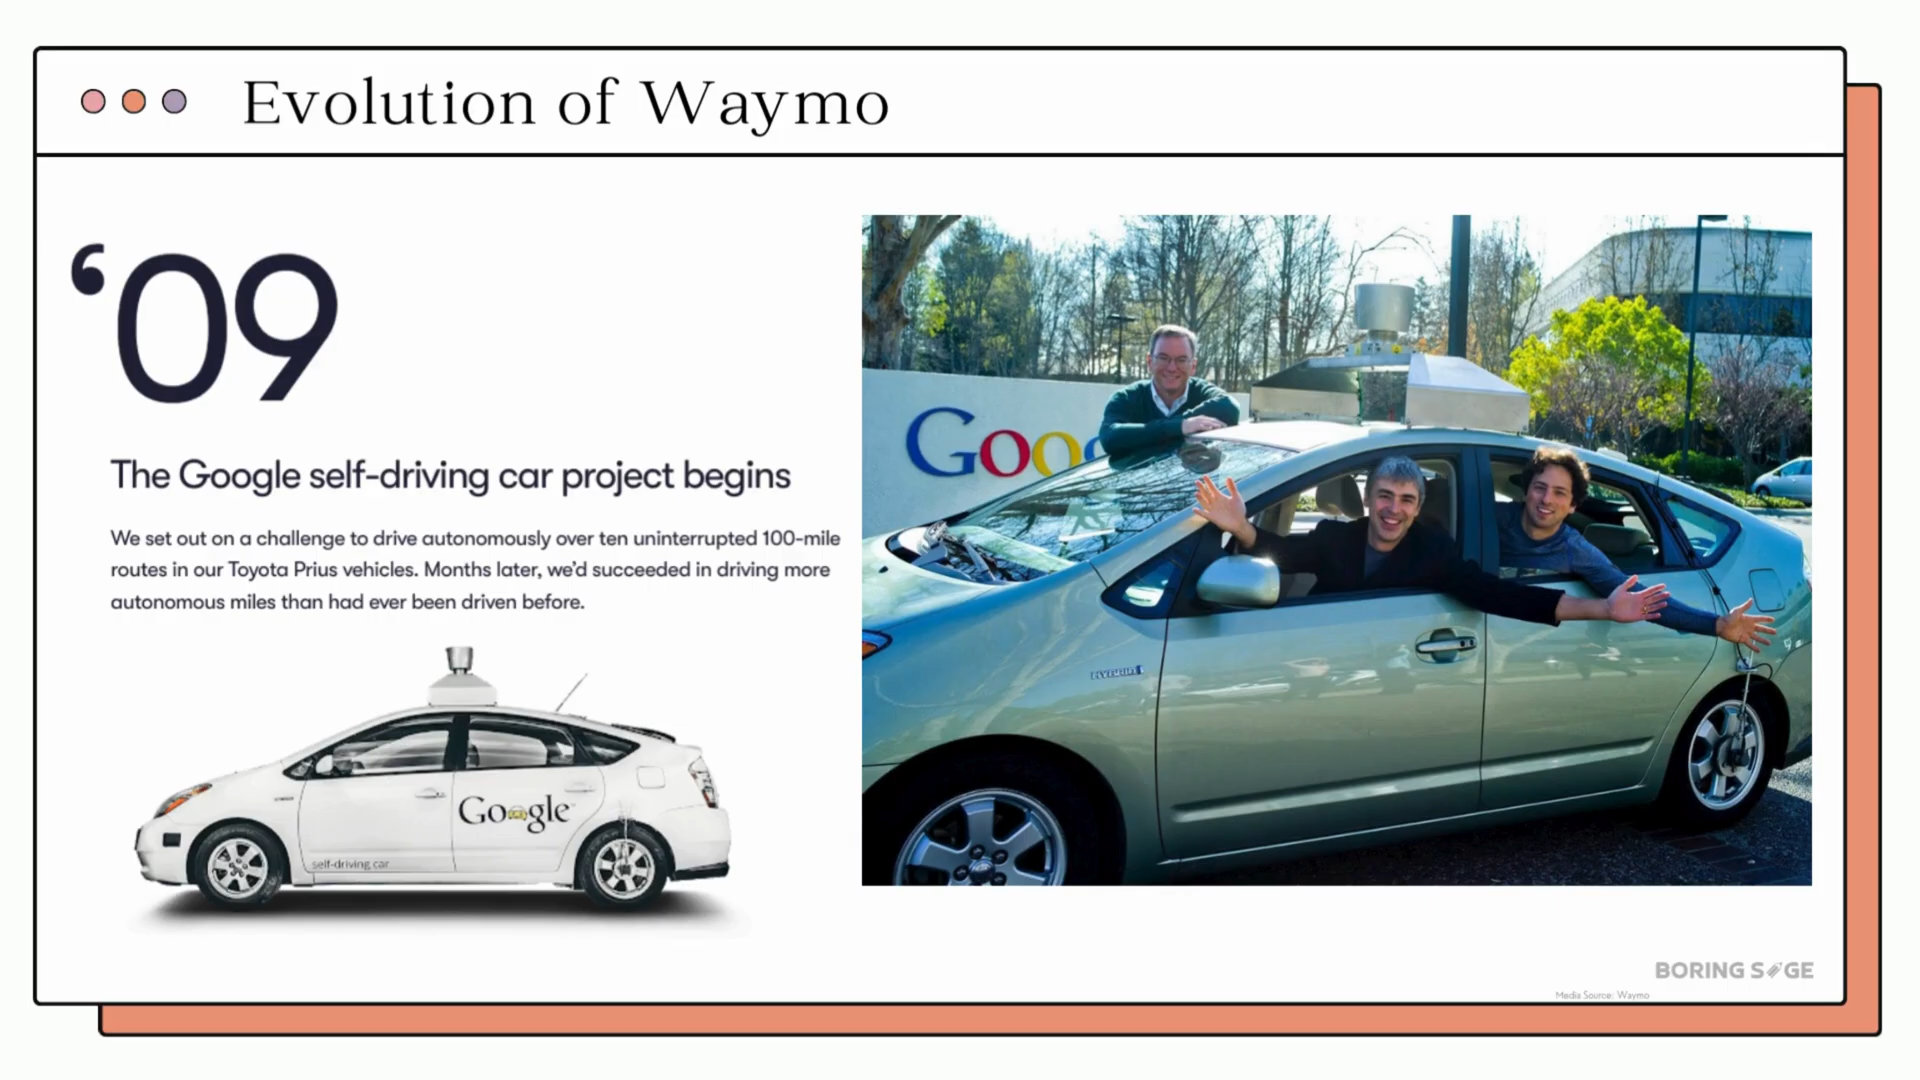 Evolution of Waymo
‘09
The Google self-driving car project begins
We set out on a challenge to drive autonomously over ten uninterrupted 100-mile
routes in our Toyota Prius vehicles. Months later, we’d succeeded in driving more
autonomous miles than had ever been driven before.
Google
self-driving car
Goog
HYBRID
BORING SAGE
Media Source: Waymo